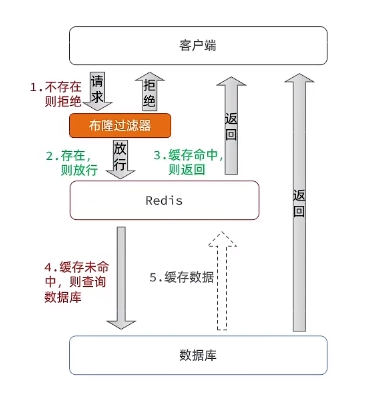 客户端
1.不存在
则拒绝
请求
拒绝
布隆过滤器
返回
2.存在，
则放行
放行
3.缓存命中，
则返回
返回
Redis
4.缓存未命
中，则查询
数据库
5.缓存数据
数据库